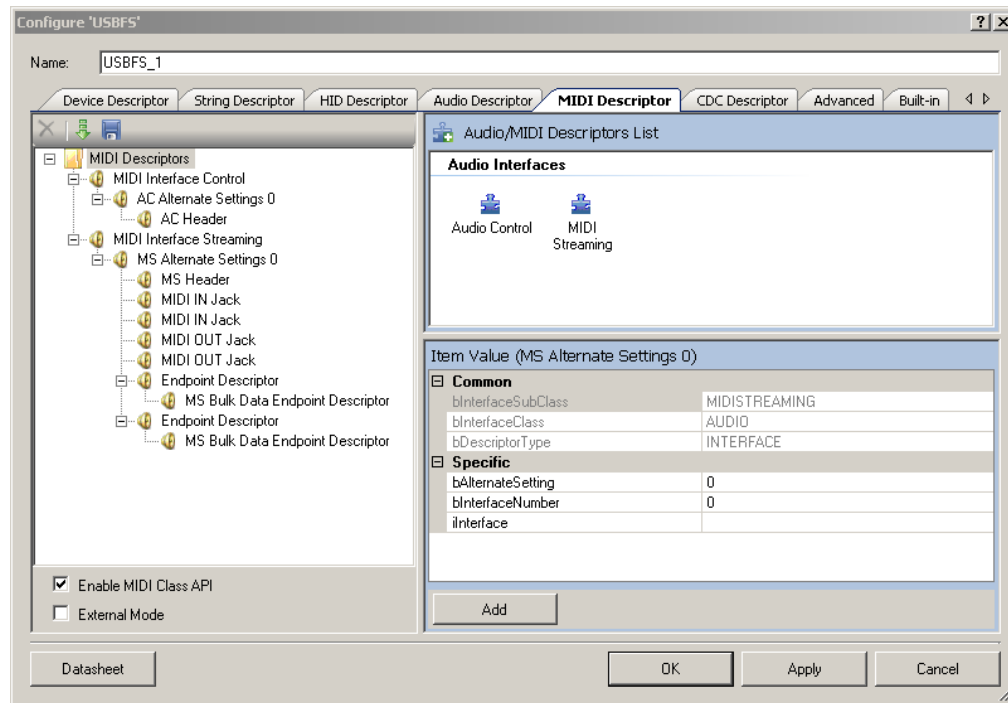 Configure 'USBFS'
Name: USBFS_1
Device Descriptor String Descriptor HID Descriptor Audio Descriptor MIDI Descriptor CDC Descriptor Advanced Built-in
MIDI Descriptors
MIDI Interface Control
AC Alternate Settings 0
AC Header
MIDI Interface Streaming
MS Alternate Settings 0
MS Header
MIDI IN Jack
MIDI IN Jack
MIDI OUT Jack
MIDI OUT Jack
Endpoint Descriptor
MS Bulk Data Endpoint Descriptor
Endpoint Descriptor
MS Bulk Data Endpoint Descriptor
Enable MIDI Class API
External Mode
Audio/MIDI Descriptors List
Audio Interfaces
Audio Control
MIDI
Streaming
Item Value (MS Alternate Settings 0)
Common
bInterfaceSubClass MIDISTREAMING
bInterfaceClass AUDIO
bDescriptorType INTERFACE
Specific
bAlternateSetting 0
bInterfaceNumber 0
iInterface
Add
Datasheet OK Apply Cancel